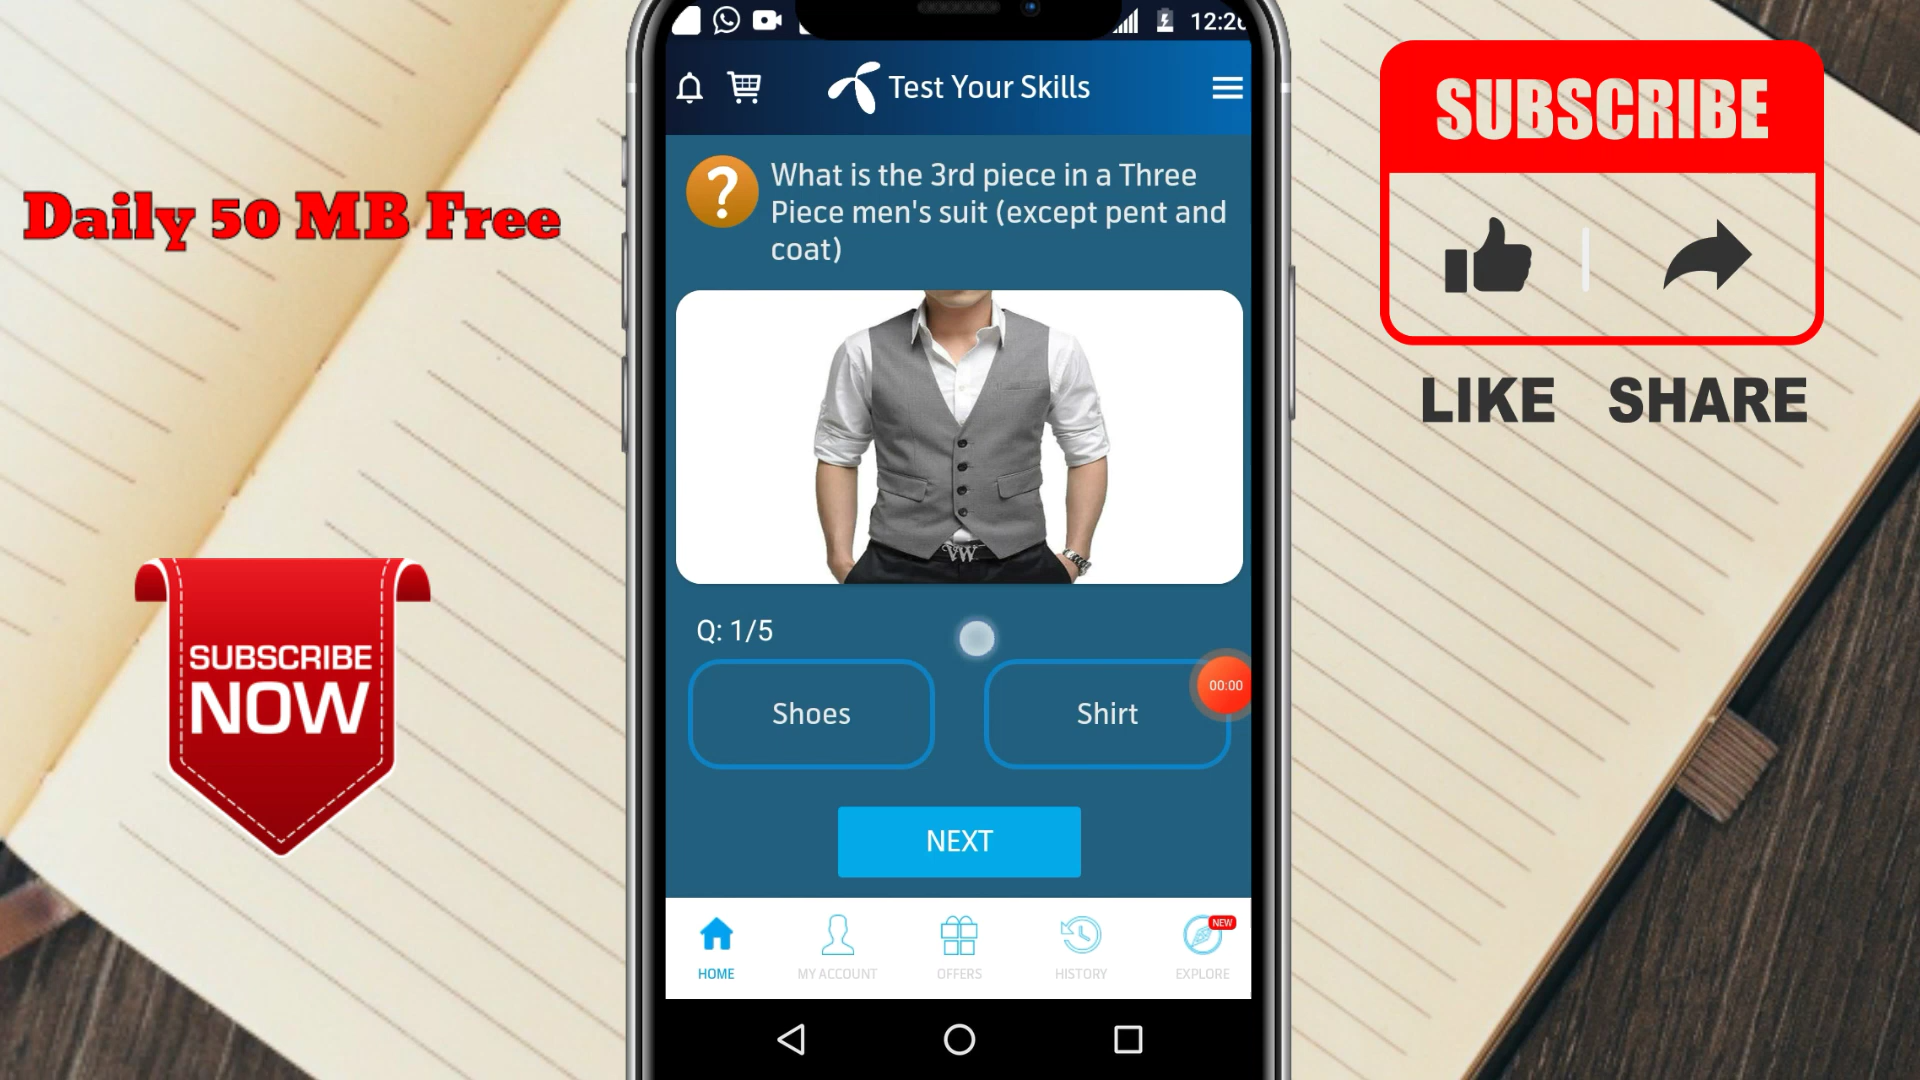 12:26
Test Your Skills
What is the 3rd piece in a Three
Piece men's suit (except pent and
coat)
W
Q: 1/5
Shoes
Shirt
00:00
NEXT
HOME
MY ACCOUNT
OFFERS
HISTORY
NEW
EXPLORE
Daily 50 MB Free
SUBSCRIBE
NOW
SUBSCRIBE
LIKE SHARE